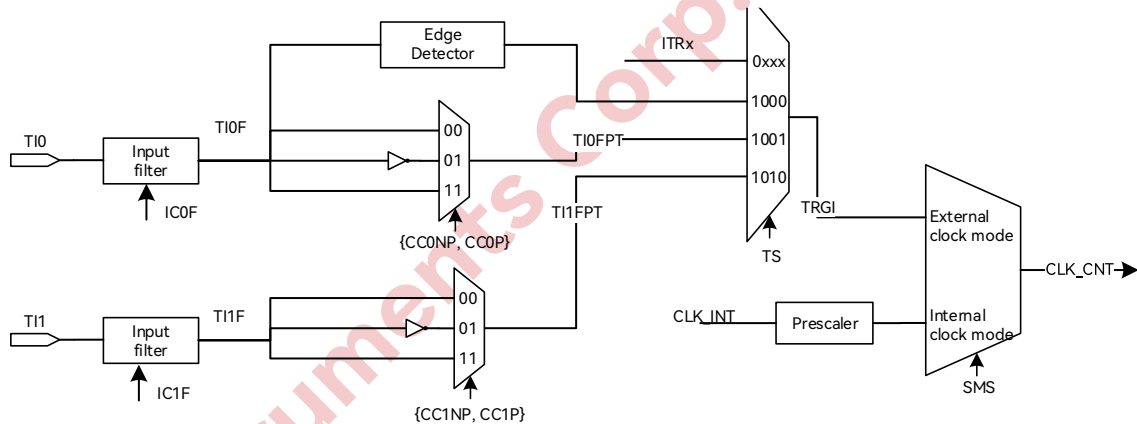 Edge
Detector
ITRx
0xxx
1000
TI0
Input
filter
TI0F
00
01
11
TI0FPT
1001
1010
IC0F
{CC0NP, CC0P}
TI1FPT
TS
TRGI
External
clock mode
CLK_CNT
TI1
Input
filter
TI1F
00
01
11
CLK_INT
Prescaler
Internal
clock mode
IC1F
{CC1NP, CC1P}
SMS
uments Corp.